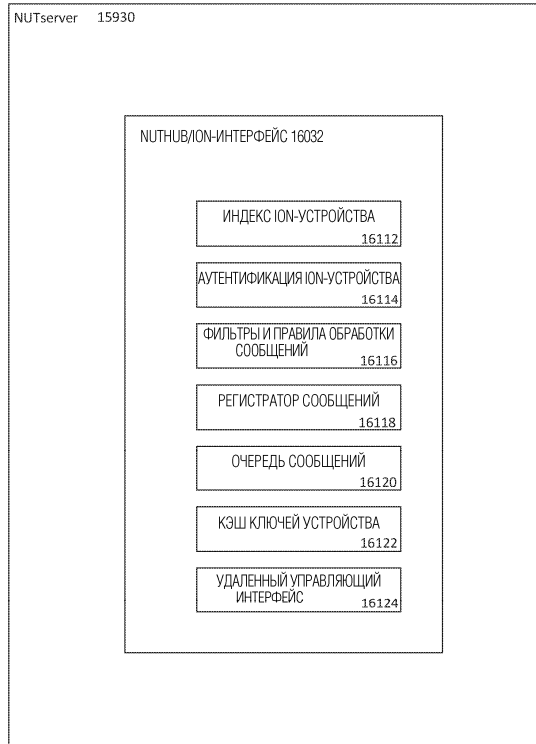 NUTserver 15930
NUTHUB/ION-ИНТЕРФЕЙС 16032
ИНДЕКС ION-УСТРОЙСТВА
16112
АУТЕНТИФИКАЦИЯ ION-УСТРОЙСТВА
16114
ФИЛЬТРЫ И ПРАВИЛА ОБРАБОТКИ
СООБЩЕНИЙ
16116
РЕГИСТРАТОР СООБЩЕНИЙ
16118
ОЧЕРЕДЬ СООБЩЕНИЙ
16120
КЭШ КЛЮЧЕЙ УСТРОЙСТВА
16122
УДАЛЕННЫЙ УПРАВЛЯЮЩИЙ
ИНТЕРФЕЙС
16124